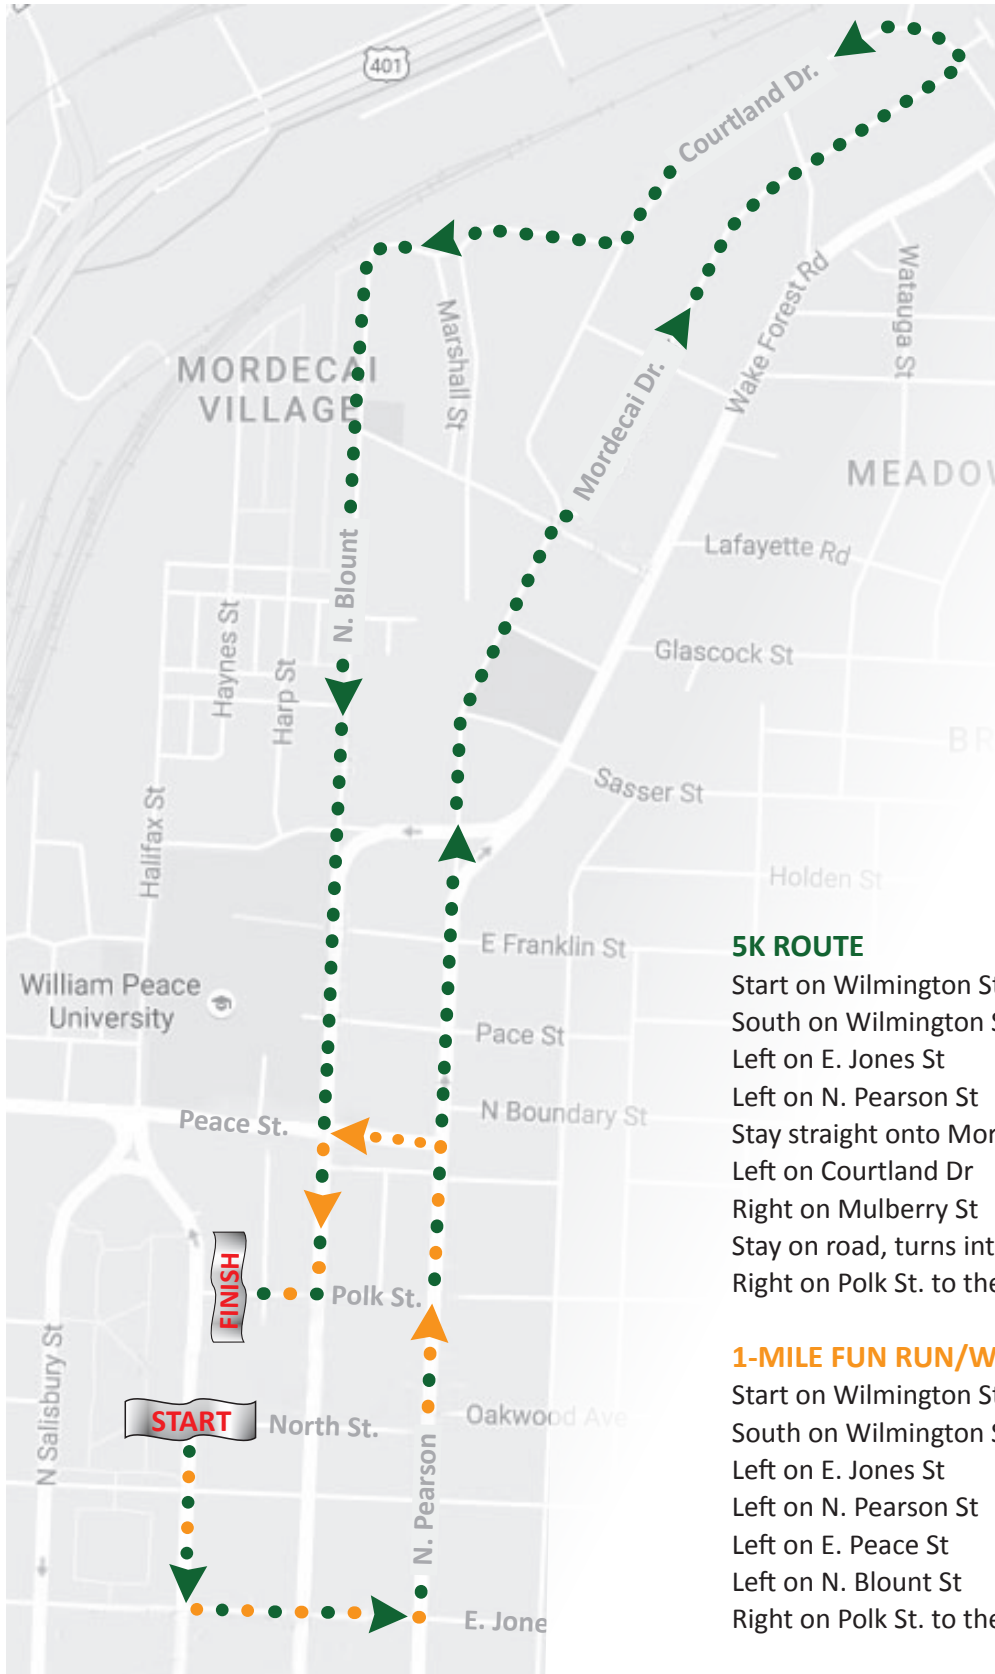 401
Courtland Dr.
Wake Forest Rd
Watauga St
Marshall St
MORDECAI
VILLAGE
Mordecai Dr.
MEADOW
N. Blount
Lafayette Rd
Haynes St
Harp St
Glascock St
BR
Sasser St
Halifax St
Holden St
E Franklin St
William Peace
University
Pace St
Peace St.
N Boundary St
FINISH
Polk St.
N Salisbury St
START
North St.
Oakwood Ave
N. Pearson
E. Jone
5K ROUTE
Start on Wilmington St
South on Wilmington S
Left on E. Jones St
Left on N. Pearson St
Stay straight onto Mor
Left on Courtland Dr
Right on Mulberry St
Stay on road, turns int
Right on Polk St. to the
1-MILE FUN RUN/W
Start on Wilmington St
South on Wilmington S
Left on E. Jones St
Left on N. Pearson St
Left on E. Peace St
Left on N. Blount St
Right on Polk St. to the